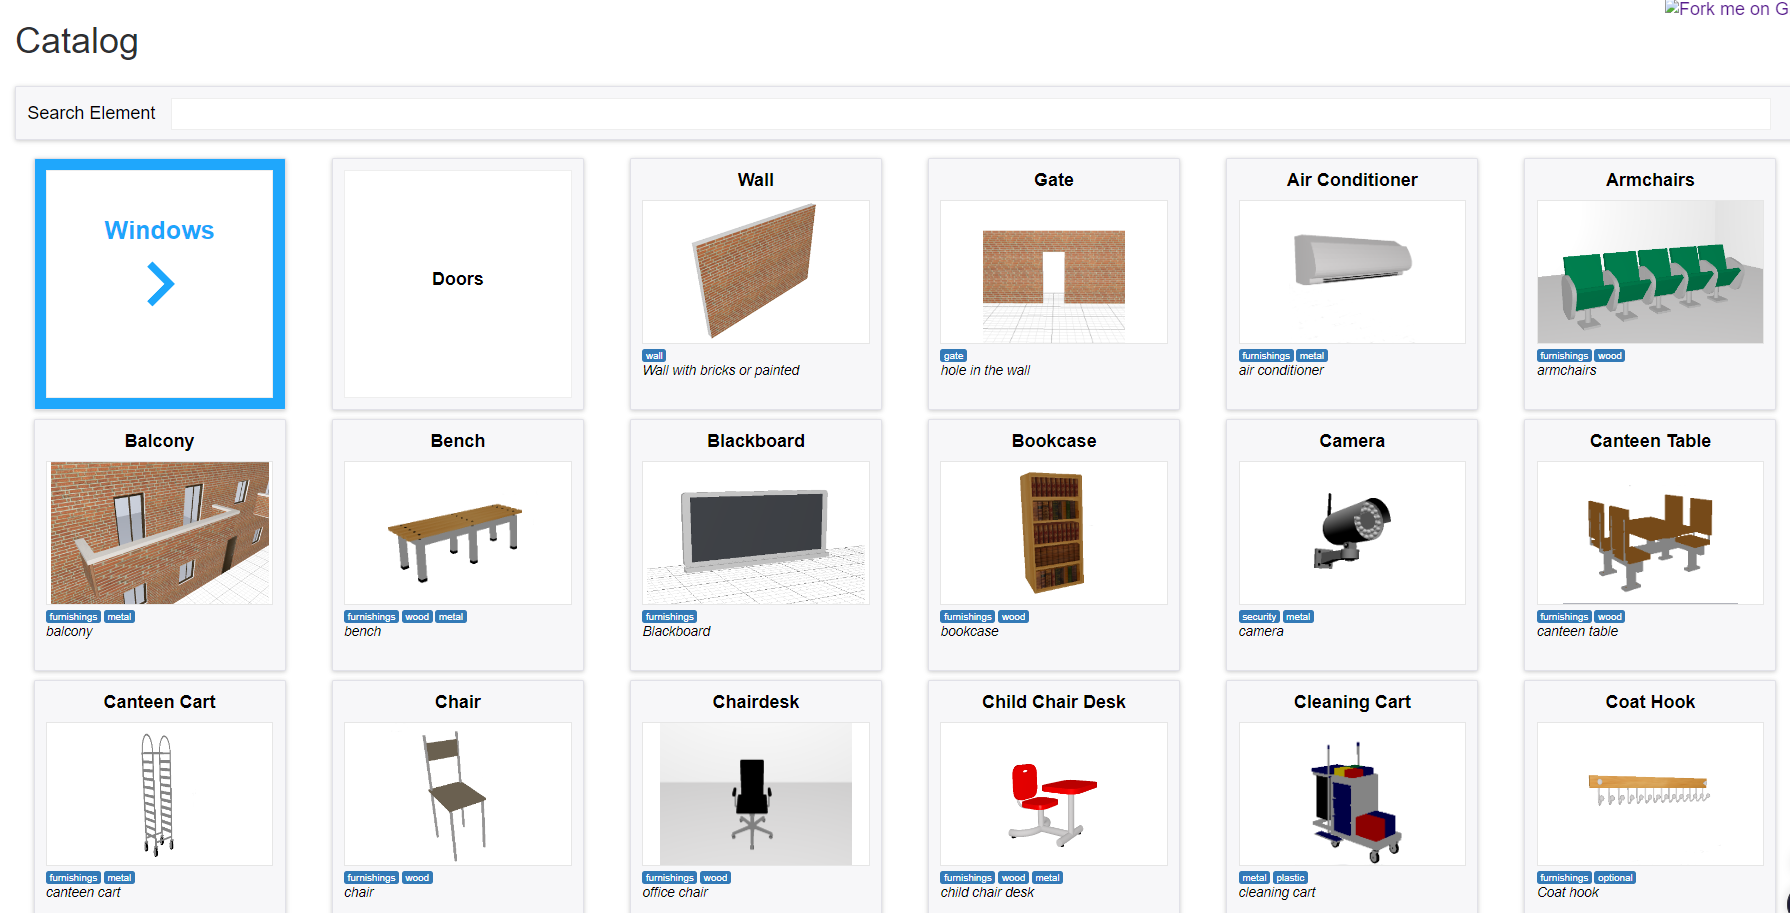 Fork me on G
Catalog
Search Element
Windows
Doors
Wall
wall
Wall with bricks or painted
Gate
gate
hole in the wall
Air Conditioner
furnishings metal
air conditioner
Armchairs
furnishings wood
armchairs
Balcony
furnishings metal
balcony
Bench
furnishings wood metal
bench
Blackboard
furnishings
Blackboard
Bookcase
furnishings wood
bookcase
Camera
security metal
camera
Canteen Table
furnishings wood
canteen table
Canteen Cart
furnishings metal
canteen cart
Chair
furnishings wood
chair
Chairdesk
furnishings wood
office chair
Child Chair Desk
furnishings wood metal
child chair desk
Cleaning Cart
metal plastic
cleaning cart
Coat Hook
furnishings optional
Coat hook